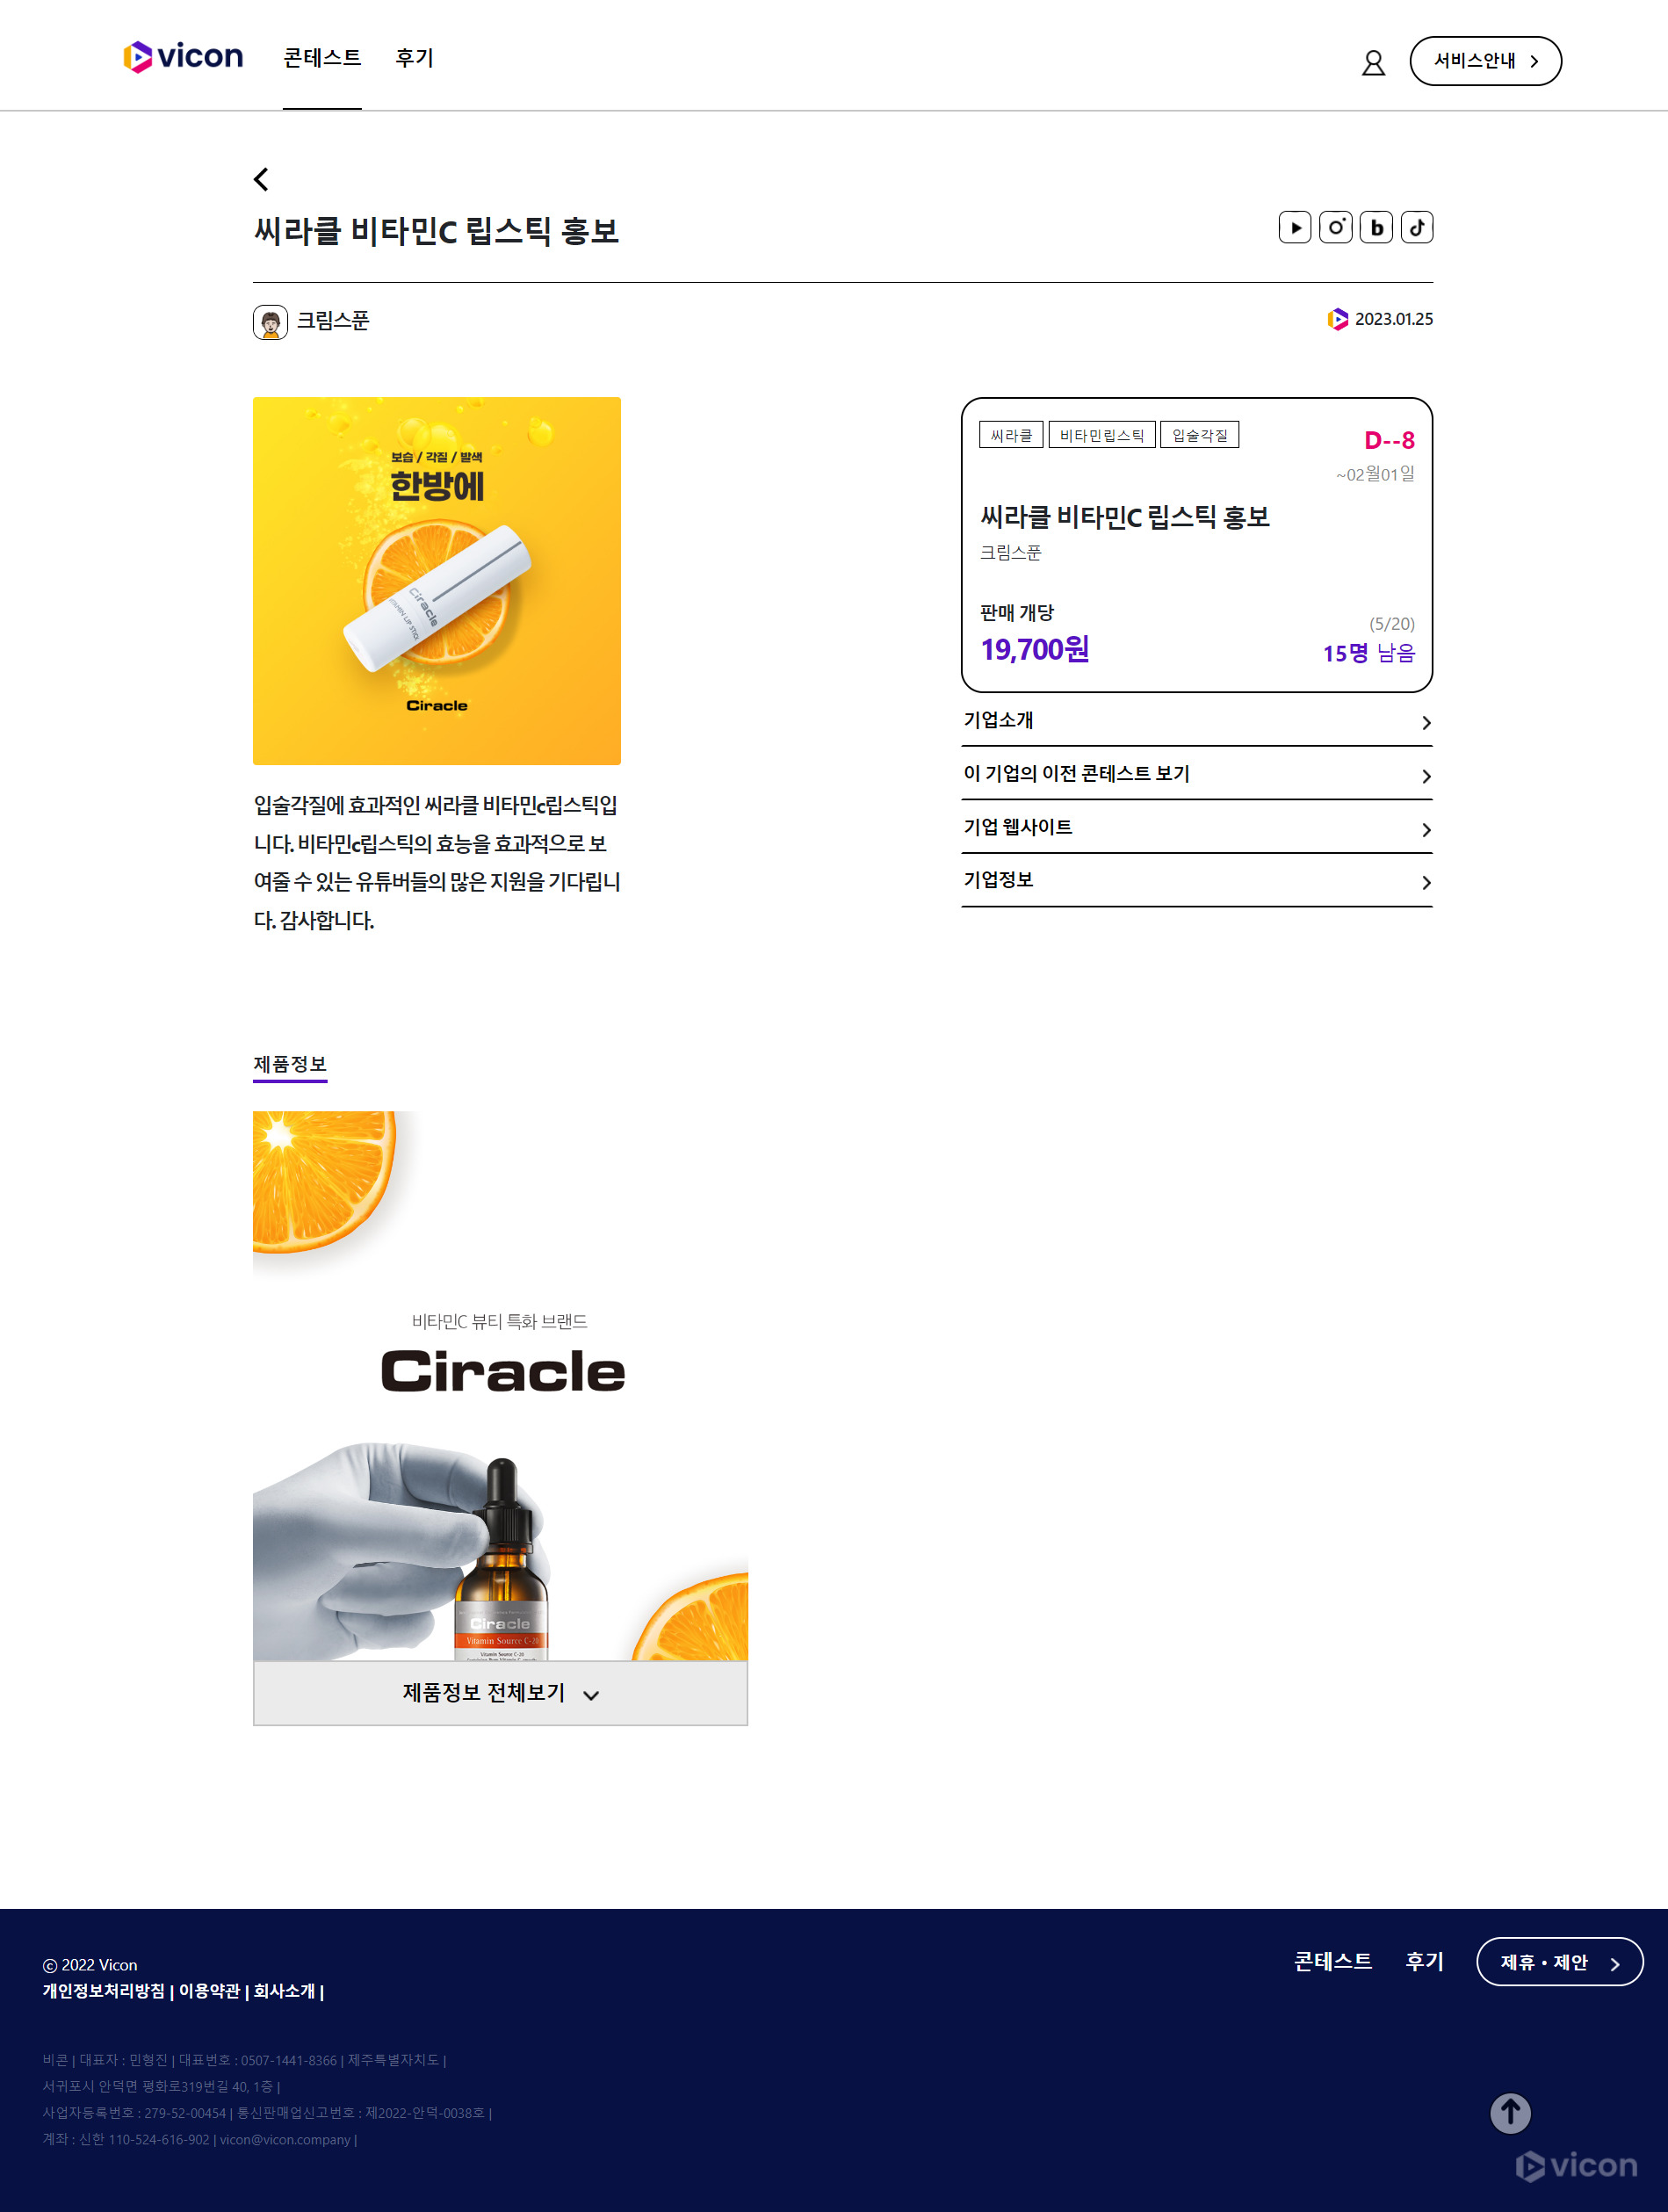 vicon
콘테스트
후기
서비스안내
씨라클 비타민C 립스틱 홍보
크림스푼
2023.01.25
보습 / 각질 / 발색
한방에
Ciracle
VITAMIN LIP STICK
Ciracle
입술각질에 효과적인 씨라클 비타민c립스틱입
니다. 비타민c립스틱의 효능을 효과적으로 보
여줄 수 있는 유튜버들의 많은 지원을 기다립니
다. 감사합니다.
씨라클
비타민립스틱
입술각질
D--8
~02월01일
씨라클 비타민C 립스틱 홍보
크림스푼
판매 개당
19,700원
(5/20)
15명 남음
기업소개
이 기업의 이전 콘테스트 보기
기업 웹사이트
기업정보
제품정보
비타민C 뷰티 특화 브랜드
Ciracle
Ciracle
Vitamin Source C-20
Vitamin Source C-20
제품정보 전체보기
ⓒ 2022 Vicon
개인정보처리방침 | 이용약관 | 회사소개 |
콘테스트
후기
제휴 • 제안
비콘 | 대표자 : 민형진 | 대표번호 : 0507-1441-8366 | 제주특별자치도 |
서귀포시 안덕면 평화로319번길 40, 1층 |
사업자등록번호 : 279-52-00454 | 통신판매업신고번호 : 제2022-안덕-0038호 |
계좌 : 신한 110-524-616-902 | vicon@vicon.company |
vicon